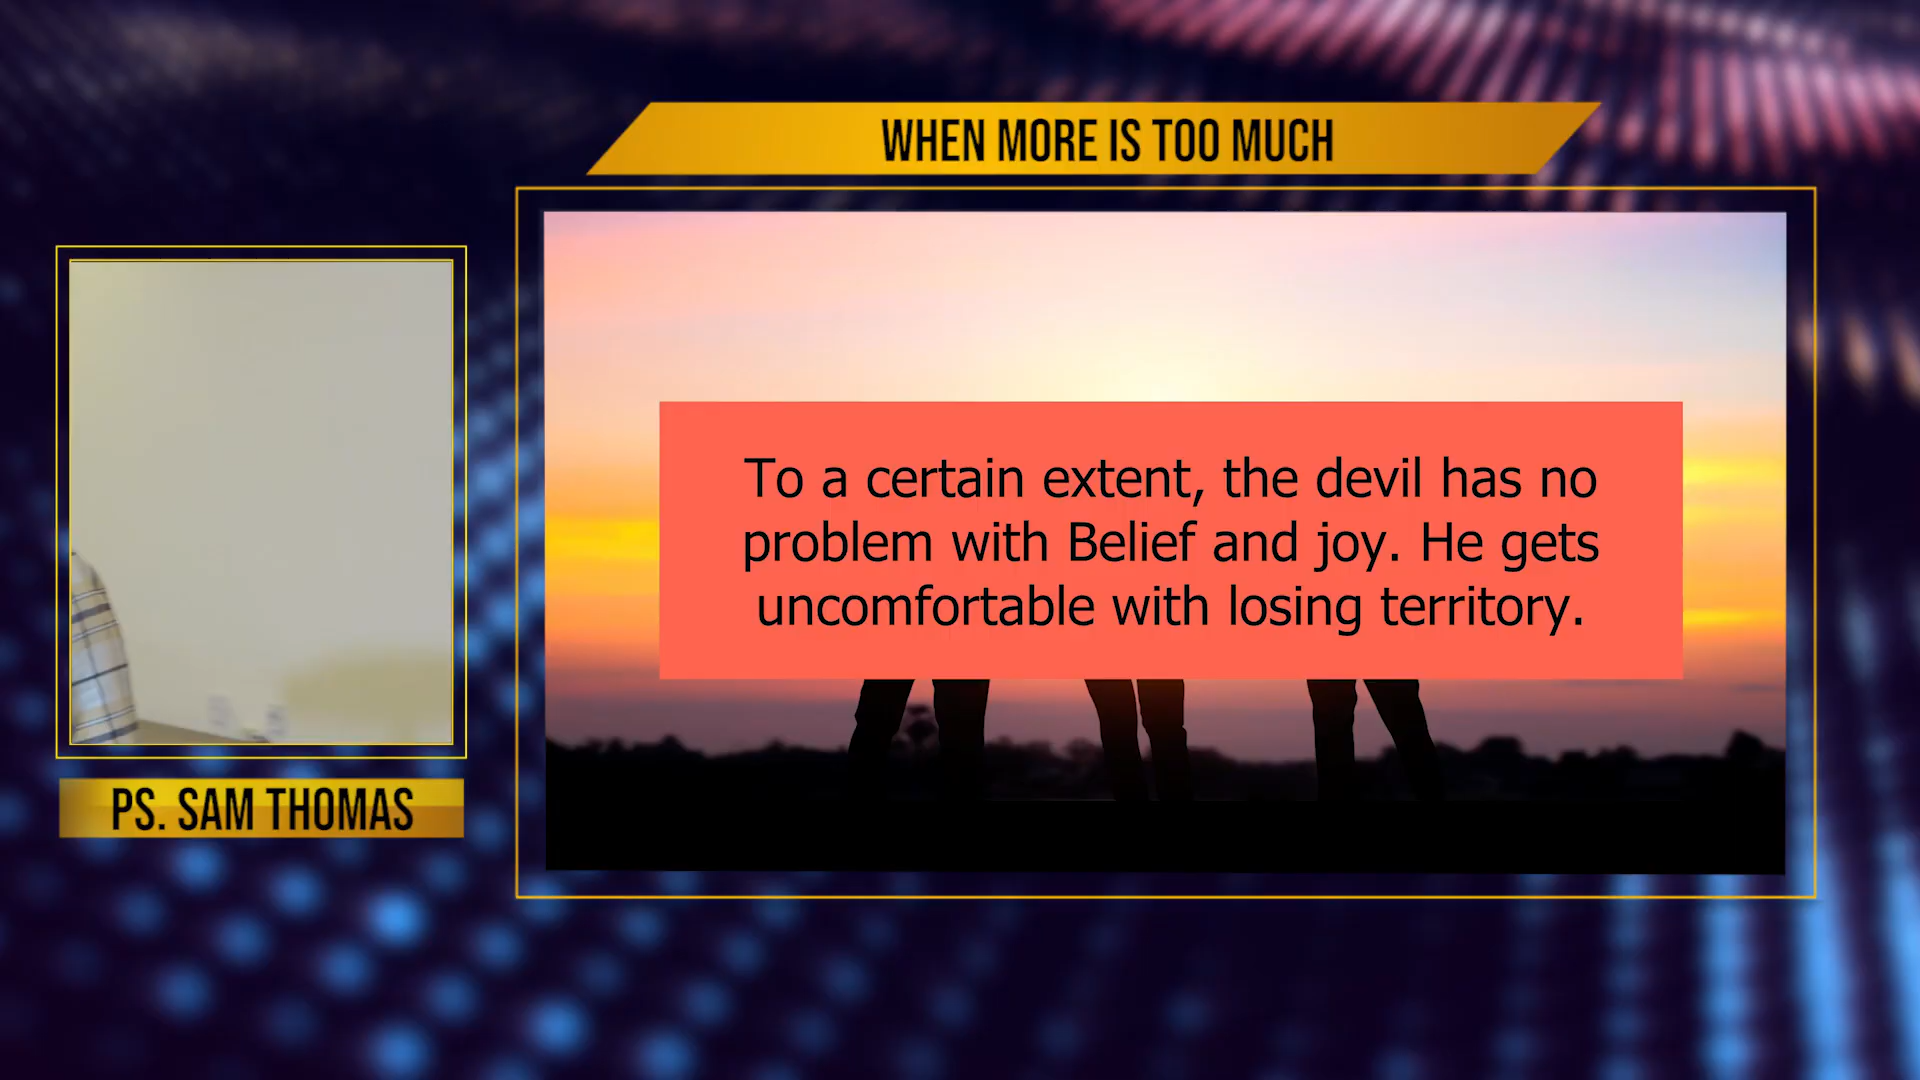 WHEN MORE IS TOO MUCH
To a certain extent, the devil has no
problem with Belief and joy. He gets
uncomfortable with losing territory.
PS. SAM THOMAS